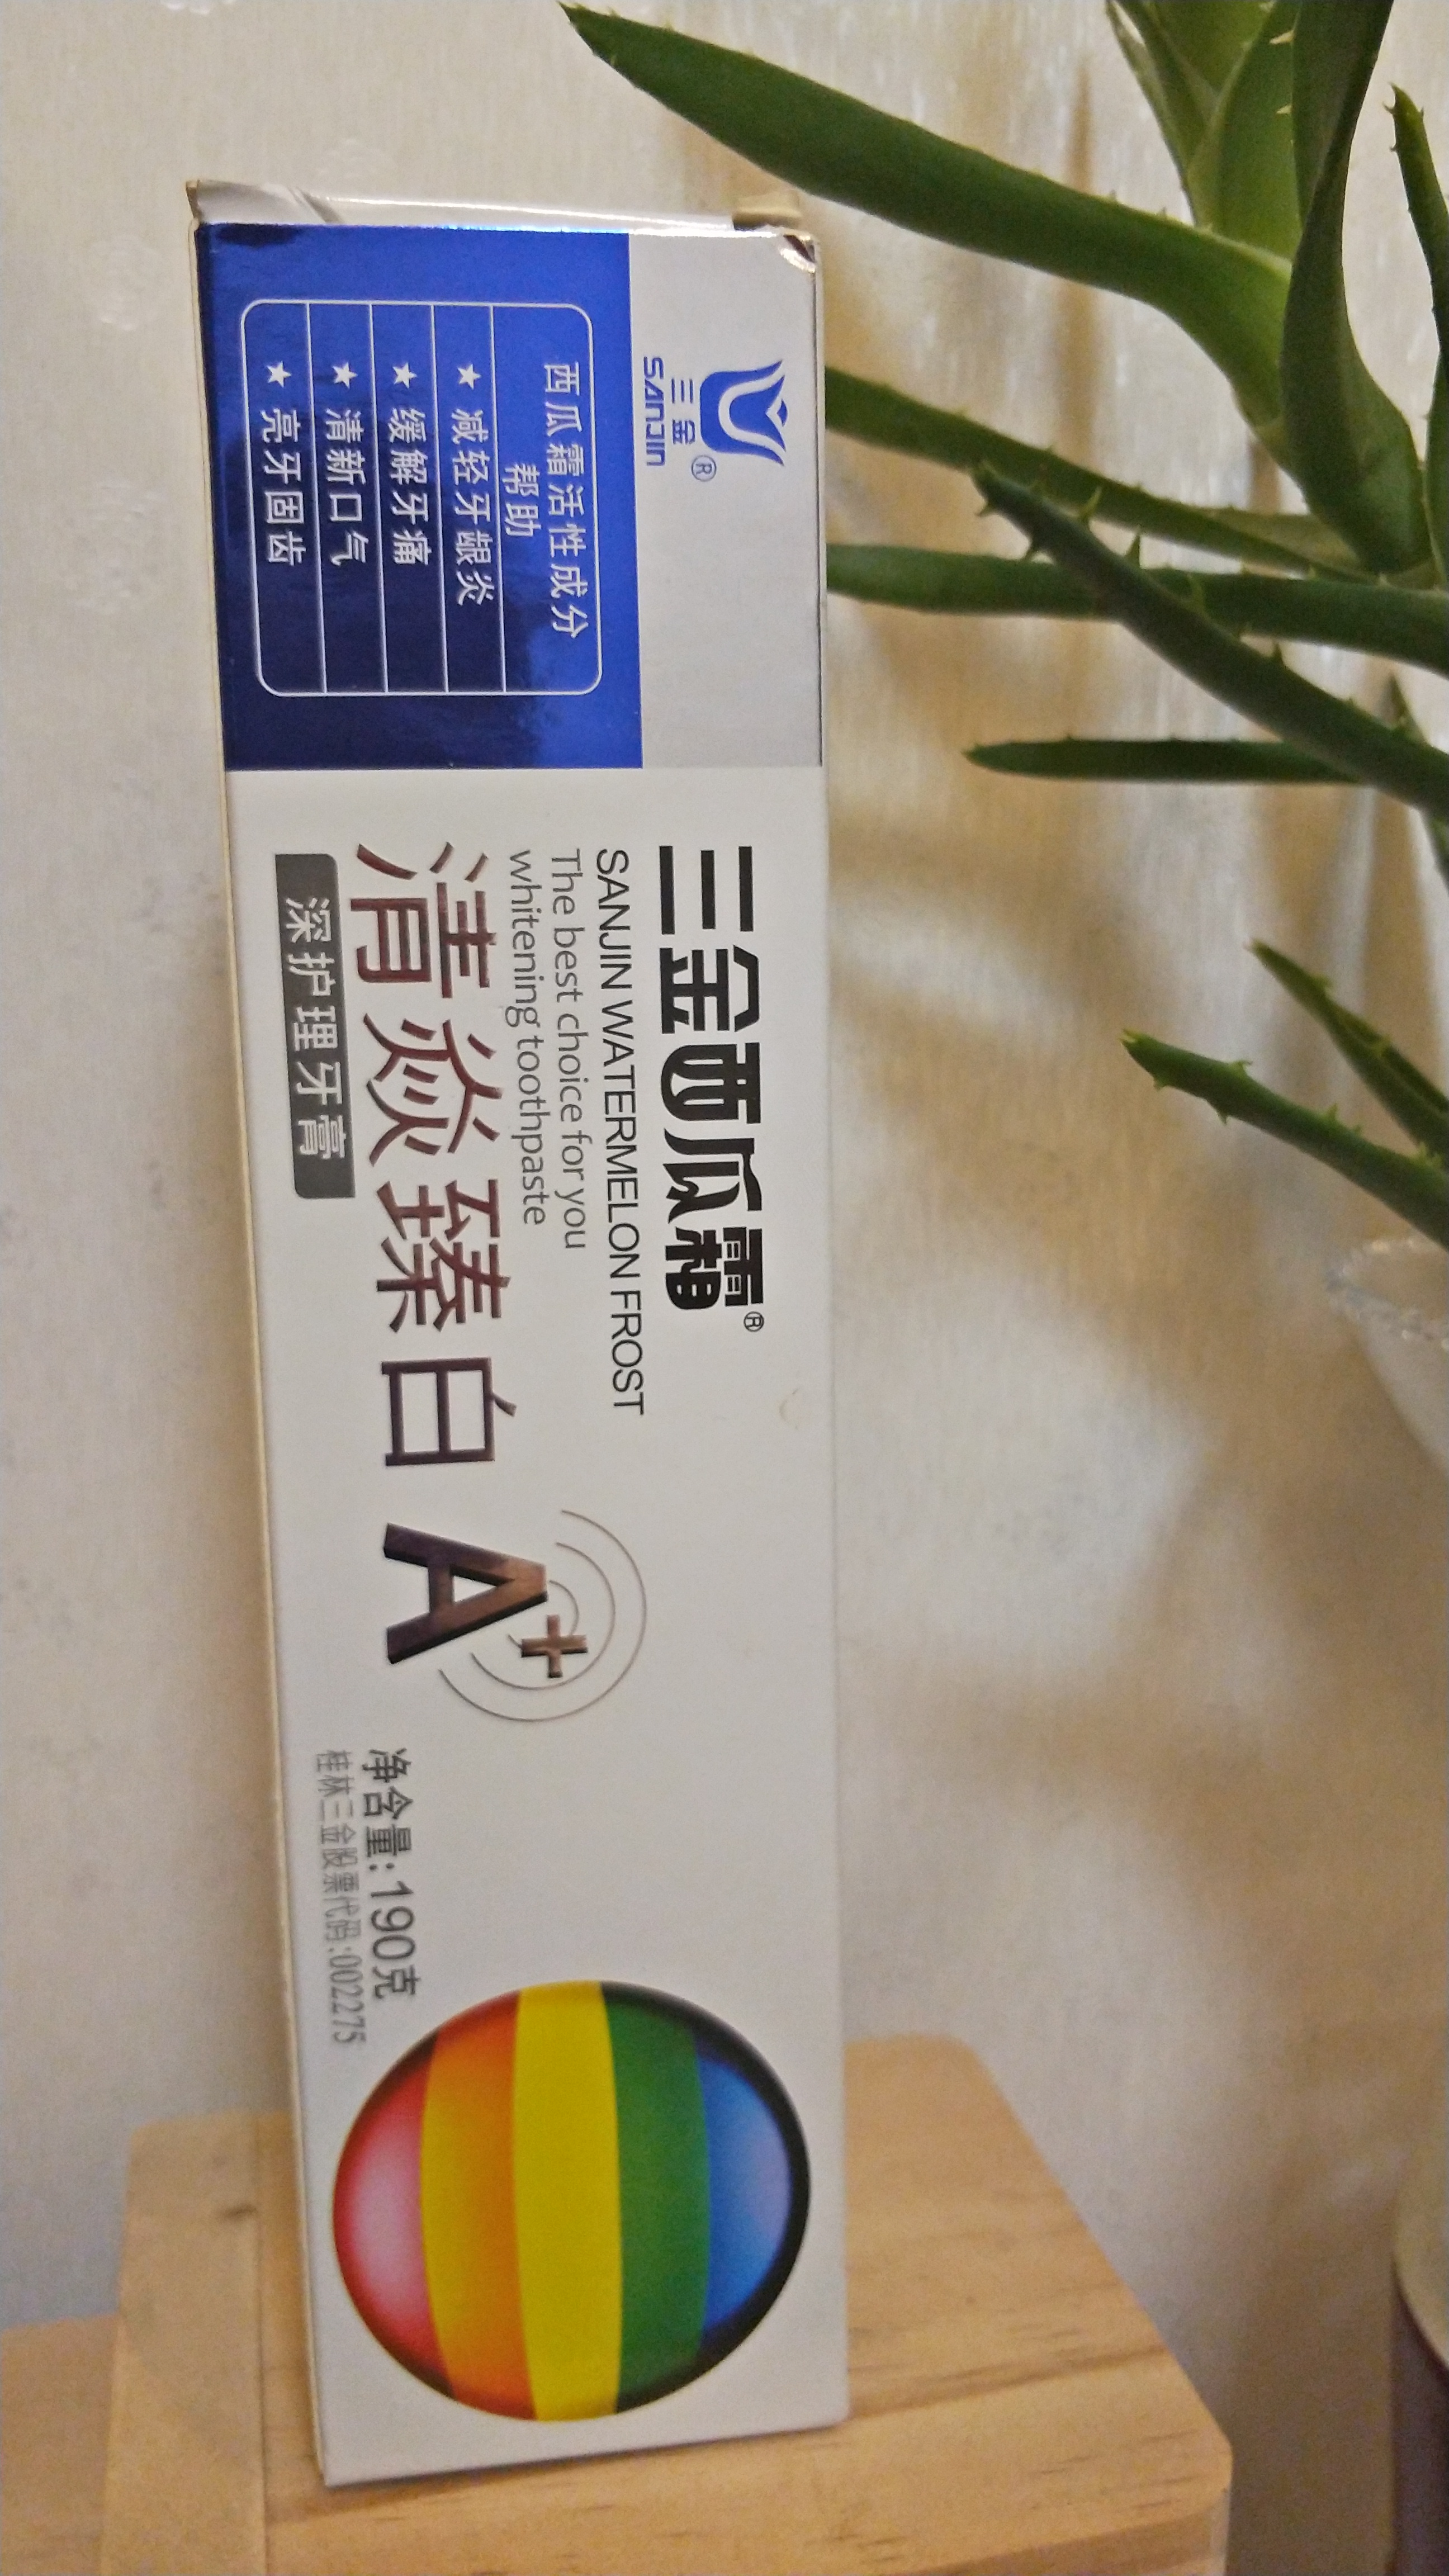 三金®
SANJIN
西瓜霜活性成分
帮助
★ 减轻牙龈炎
★ 缓解牙痛
★ 清新口气
★ 亮牙固齿
三金西瓜霜®
SANJIN WATERMELON FROST
The best choice for you
whitening toothpaste
清焱臻白 A+
深护理牙膏
净含量:190克
桂林三金股票代码:002275